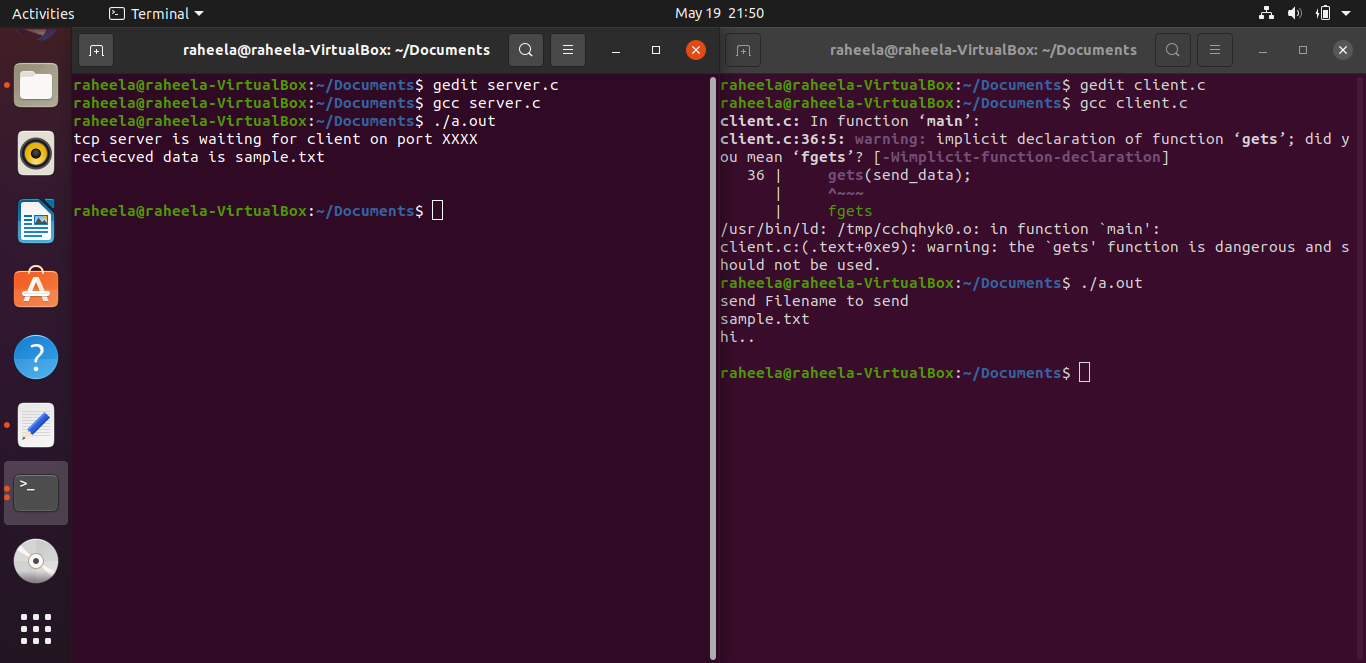 Activities
Terminal
May 19 21:50
raheela@raheela-VirtualBox: ~/Documents
raheela@raheela-VirtualBox:~/Documents$ gedit server.c
raheela@raheela-VirtualBox:~/Documents$ gcc server.c
raheela@raheela-VirtualBox:~/Documents$ ./a.out
tcp server is waiting for client on port XXXX
reciecved data is sample.txt
raheela@raheela-VirtualBox:~/Documents$
raheela@raheela-VirtualBox: ~/Documents
raheela@raheela-VirtualBox:~/Documents$ gedit client.c
raheela@raheela-VirtualBox:~/Documents$ gcc client.c
client.c: In function ‘main’:
client.c:36:5: warning: implicit declaration of function ‘gets’; did y
ou mean ‘fgets’? [-Wimplicit-function-declaration]
36 | gets(send_data);
| ^~~~
| fgets
/usr/bin/ld: /tmp/cchqhyk0.o: in function `main':
client.c:(.text+0xe9): warning: the `gets' function is dangerous and s
hould not be used.
raheela@raheela-VirtualBox:~/Documents$ ./a.out
send Filename to send
sample.txt
hi..
raheela@raheela-VirtualBox:~/Documents$